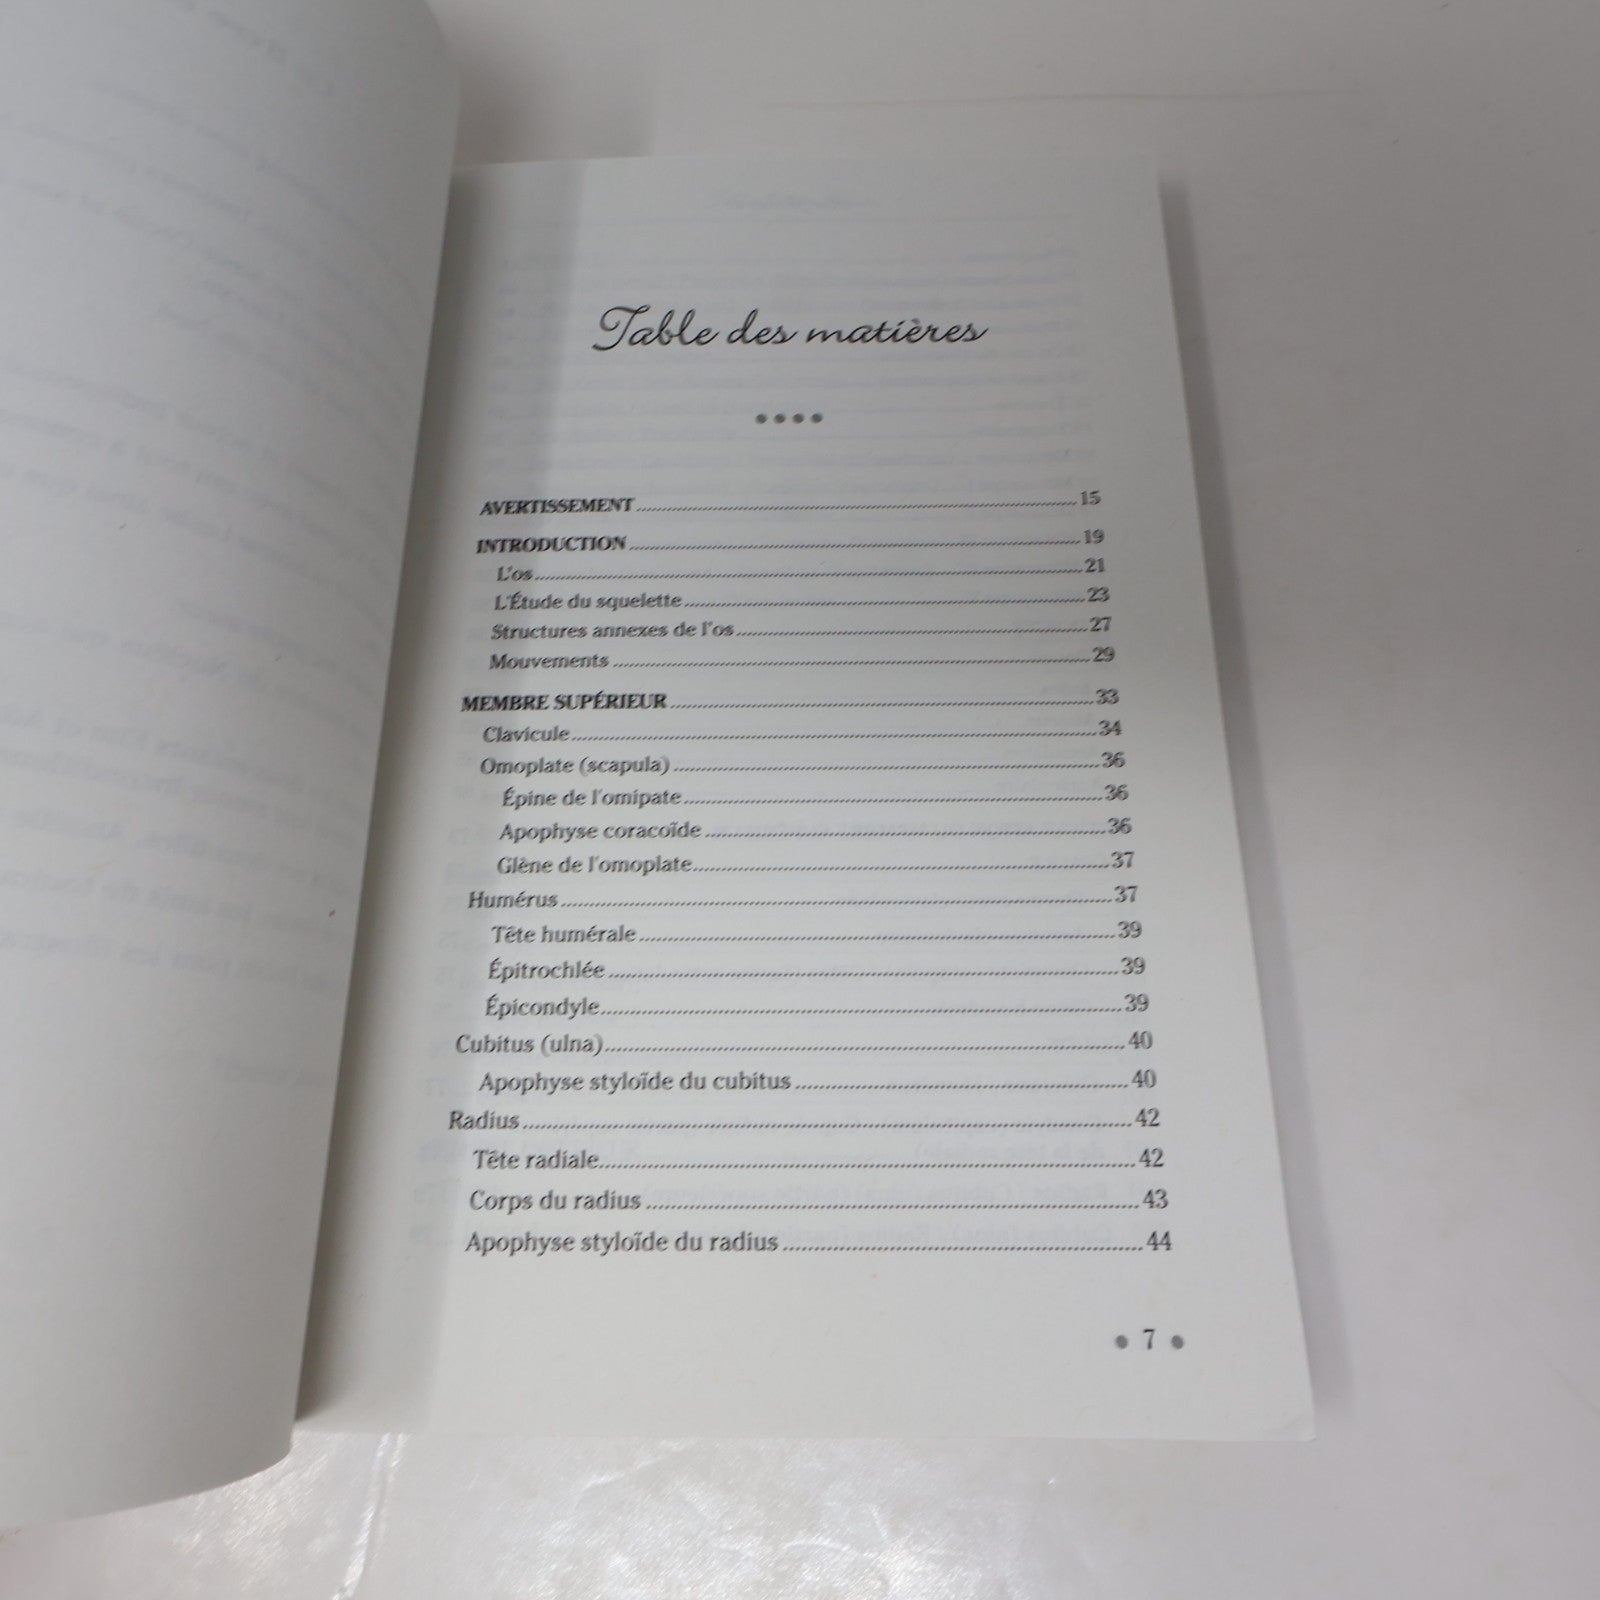 Table des matières
AVERTISSEMENT 15
INTRODUCTION 19
L'os 21
L'Étude du squelette 23
Structures annexes de l'os 27
Mouvements 29
MEMBRE SUPÉRIEUR 33
Clavicule 34
Omoplate (scapula) 36
Épine de l'omipate 36
Apophyse coracoïde 36
Glène de l'omoplate 37
Humérus 37
Tête humérale 39
Épitrochlée 39
Épicondyle 39
Cubitus (ulna) 40
Apophyse styloïde du cubitus 40
Radius 42
Tête radiale 42
Corps du radius 43
Apophyse styloïde du radius 44
• 7 •